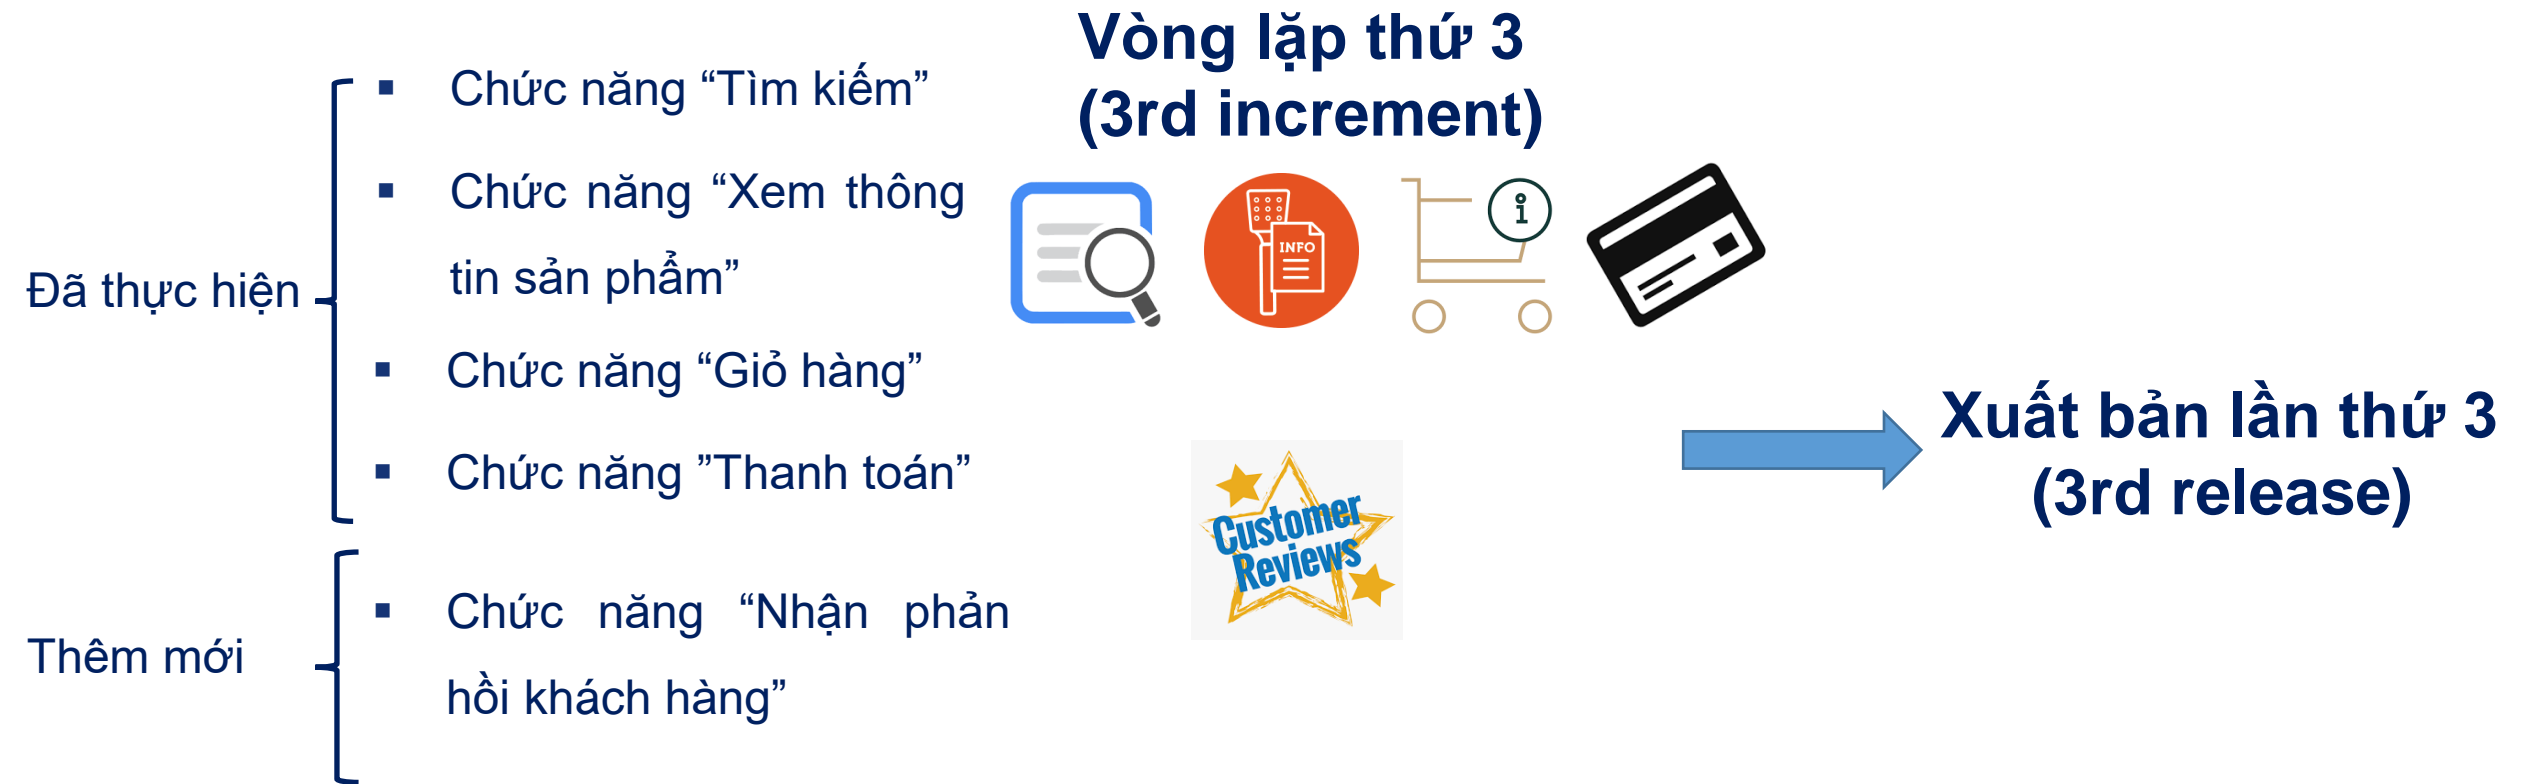 Vòng lặp thứ 3
(3rd increment)
Đã thực hiện
▪ Chức năng “Tìm kiếm”
▪ Chức năng “Xem thông
tin sản phẩm”
▪ Chức năng “Giỏ hàng”
▪ Chức năng ”Thanh toán”
Thêm mới
▪ Chức năng “Nhận phản
hồi khách hàng”
INFO
i
Customer
Reviews
Xuất bản lần thứ 3
(3rd release)